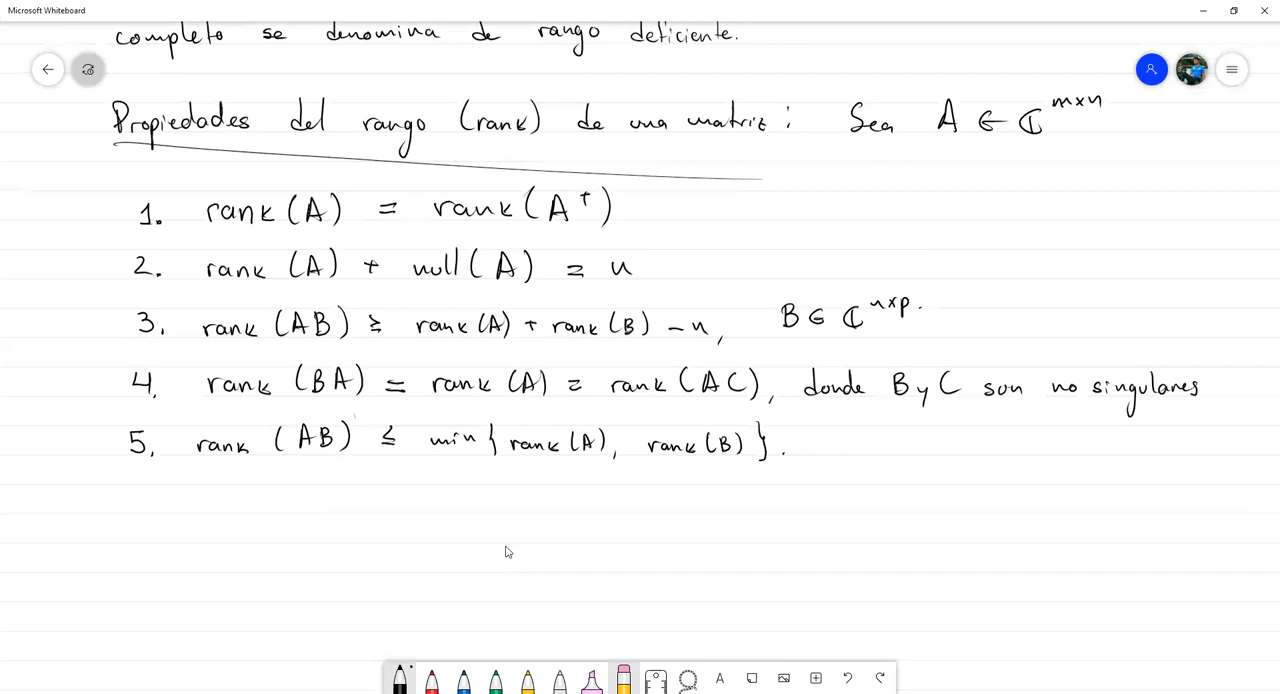 Microsoft Whiteboard
completo se denomina de rango deficiente.
Propiedades del rango (rank) de una matriz: Sea A ∈ ℂ^{m×n}
1. rank (A) = rank (A^†)
2. rank (A) + null (A) = n
3. rank (AB) ≥ rank (A) + rank (B) - n, B ∈ ℂ^{n×p}.
4. rank (BA) = rank (A) = rank (AC), donde B y C son no singulares
5. rank (AB) ≤ min { rank (A), rank (B) }.
A